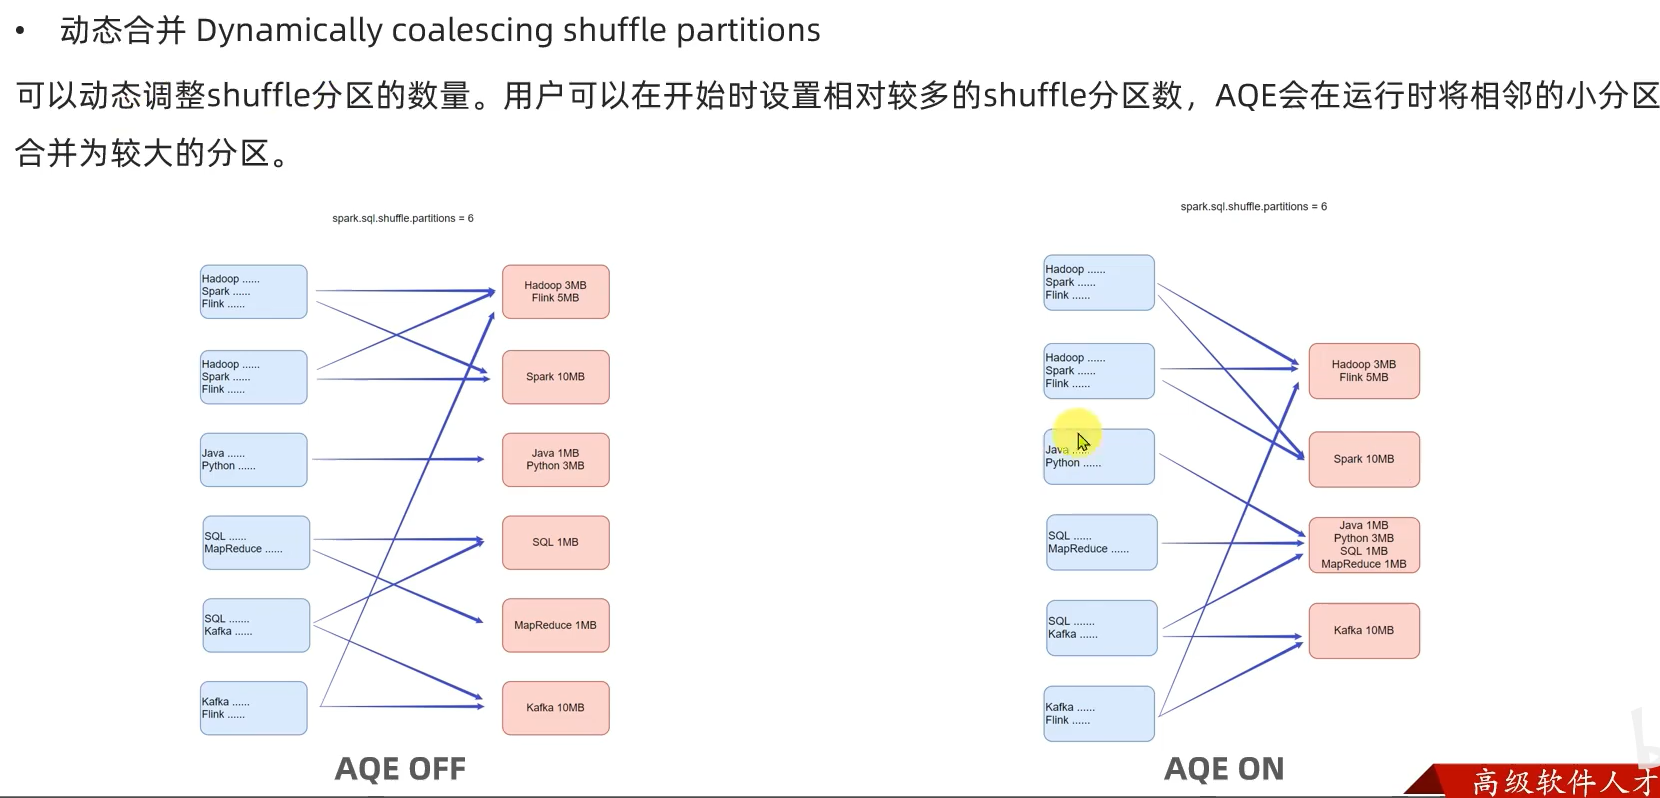 • 动态合并 Dynamically coalescing shuffle partitions
可以动态调整shuffle分区的数量。用户可以在开始时设置相对较多的shuffle分区数，AQE会在运行时将相邻的小分区
合并为较大的分区。
spark.sql.shuffle.partitions = 6
Hadoop ......
Spark ......
Flink ......
Hadoop ......
Spark ......
Flink ......
Java ......
Python ......
SQL ......
MapReduce ......
SQL .......
Kafka ......
Kafka ......
Flink ......
Hadoop 3MB
Flink 5MB
Spark 10MB
Java 1MB
Python 3MB
SQL 1MB
MapReduce 1MB
Kafka 10MB
AQE OFF
spark.sql.shuffle.partitions = 6
Hadoop ......
Spark ......
Flink ......
Hadoop ......
Spark ......
Flink ......
Java ......
Python ......
SQL ......
MapReduce ......
SQL .......
Kafka ......
Kafka ......
Flink ......
Hadoop 3MB
Flink 5MB
Spark 10MB
Java 1MB
Python 3MB
SQL 1MB
MapReduce 1MB
Kafka 10MB
AQE ON
高级软件人才